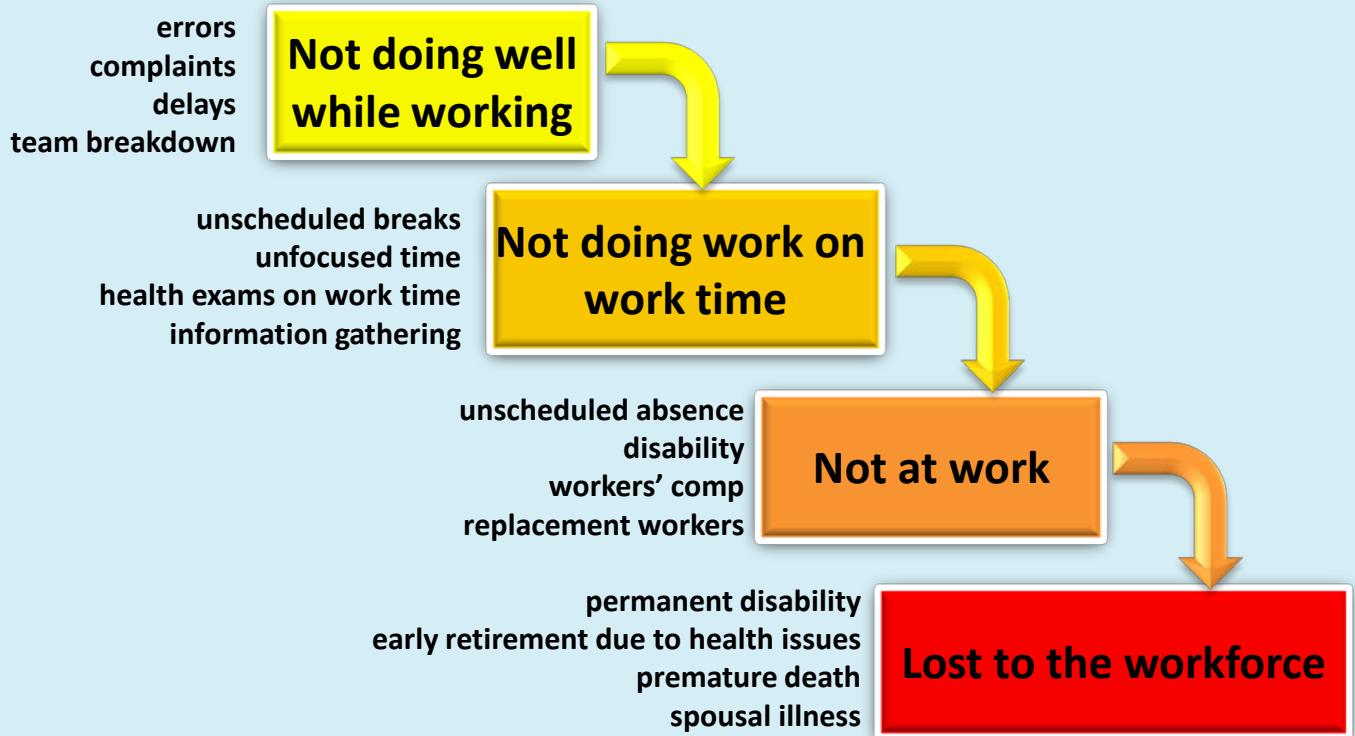 errors
complaints
delays
team breakdown
Not doing well
while working
unscheduled breaks
unfocused time
health exams on work time
information gathering
Not doing work on
work time
unscheduled absence
disability
workers’ comp
replacement workers
Not at work
permanent disability
early retirement due to health issues
premature death
spousal illness
Lost to the workforce